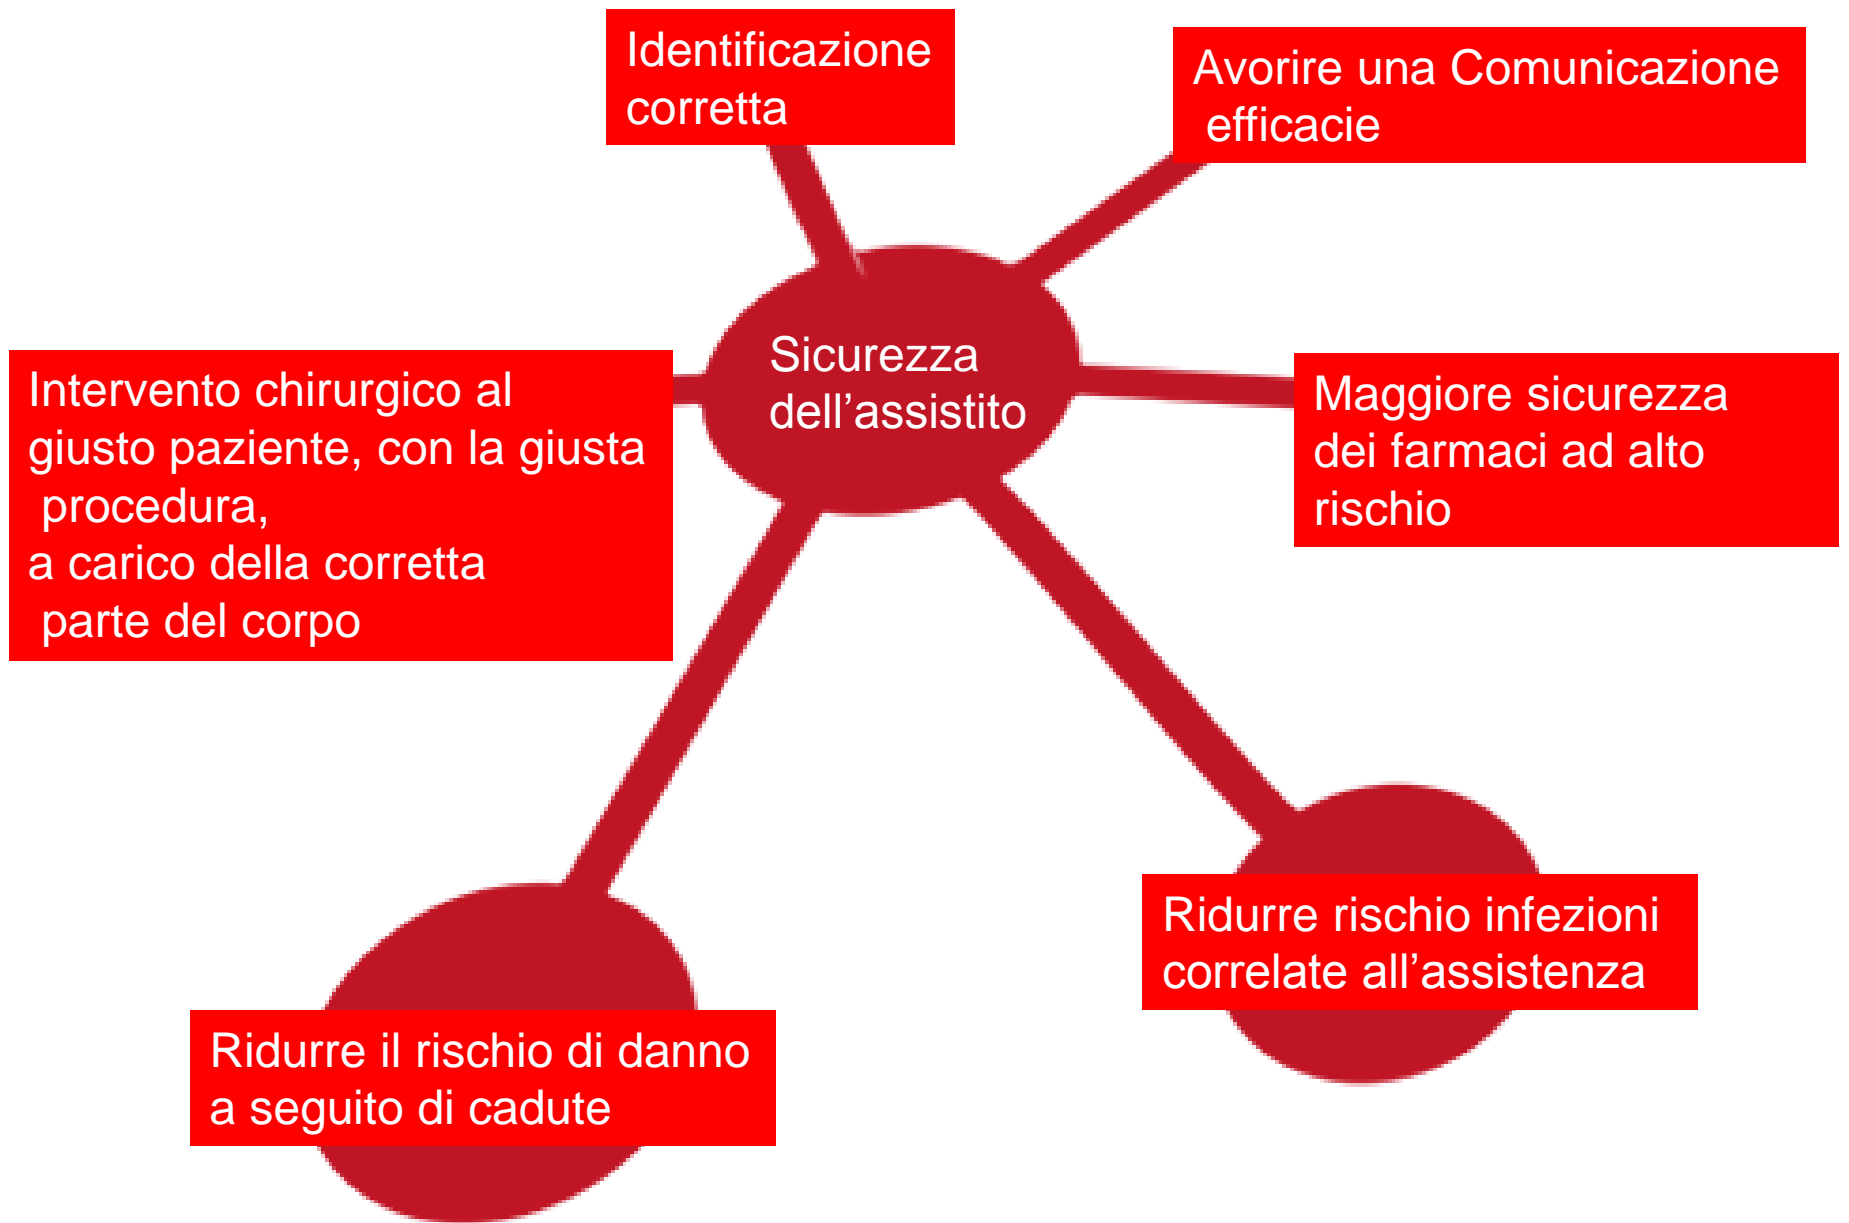 Identificazione
corretta
Avorire una Comunicazione
efficacie
Sicurezza
dell’assistito
Intervento chirurgico al
giusto paziente, con la giusta
procedura,
a carico della corretta
parte del corpo
Maggiore sicurezza
dei farmaci ad alto
rischio
Ridurre rischio infezioni
correlate all’assistenza
Ridurre il rischio di danno
a seguito di cadute